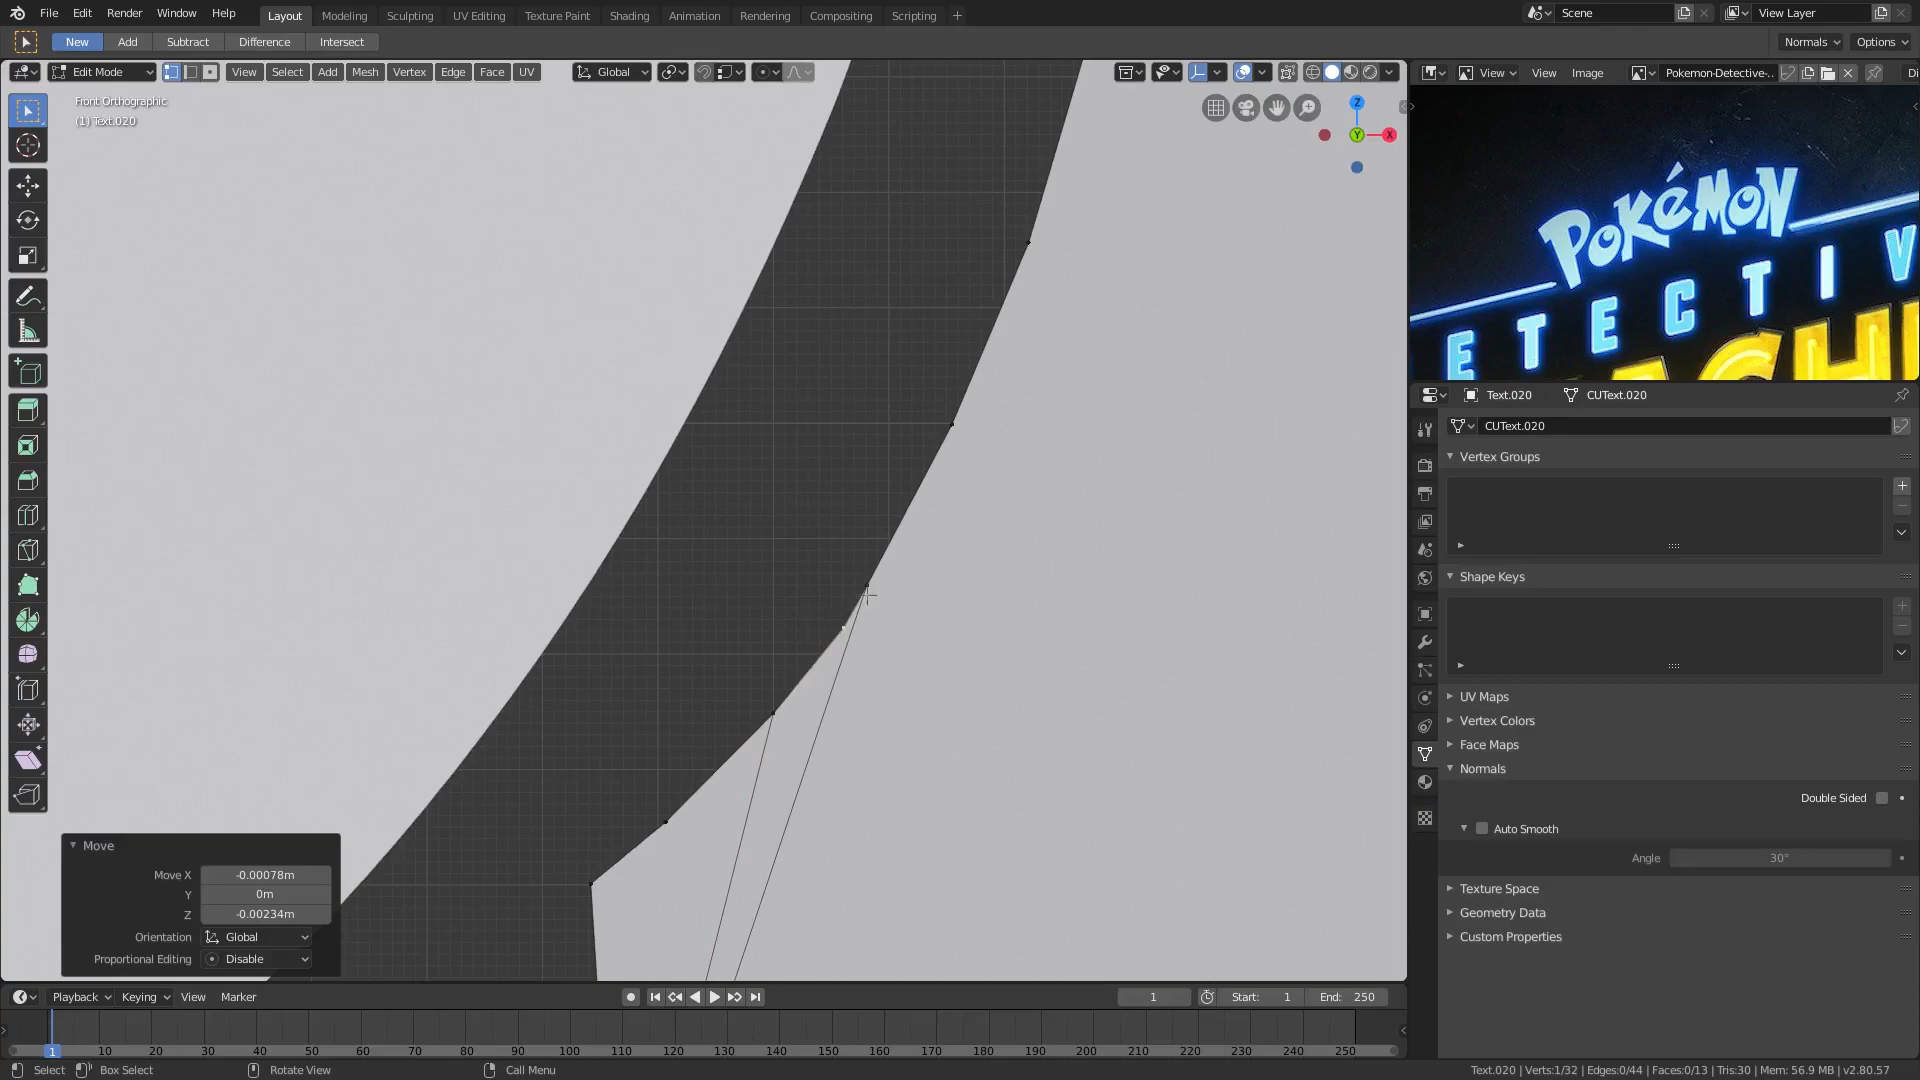 File Edit Render Window Help Layout Modeling Sculpting UV Editing Texture Paint Shading Animation Rendering Compositing Scripting + Scene View Layer
New Add Subtract Difference Intersect Normals Options
Edit Mode View Select Add Mesh Vertex Edge Face UV Global View View Image Pokemon-Detective-.. Di
Front Orthographic
(1) Text.020
Z
Y
X
POKéMON
ETECTIV
ACHU
Text.020 CUText.020
CUText.020
Vertex Groups
Shape Keys
UV Maps
Vertex Colors
Face Maps
Normals
Double Sided
Auto Smooth
Angle 30°
Texture Space
Geometry Data
Custom Properties
Move
Move X -0.00078m
Y 0m
Z -0.00234m
Orientation Global
Proportional Editing Disable
Playback Keying View Marker 1 Start: 1 End: 250
1 10 20 30 40 50 60 70 80 90 100 110 120 130 140 150 160 170 180 190 200 210 220 230 240 250
Select Box Select Rotate View Call Menu Text.020 | Verts:1/32 | Edges:0/44 | Faces:0/13 | Tris:30 | Mem: 56.9 MB | v2.80.57